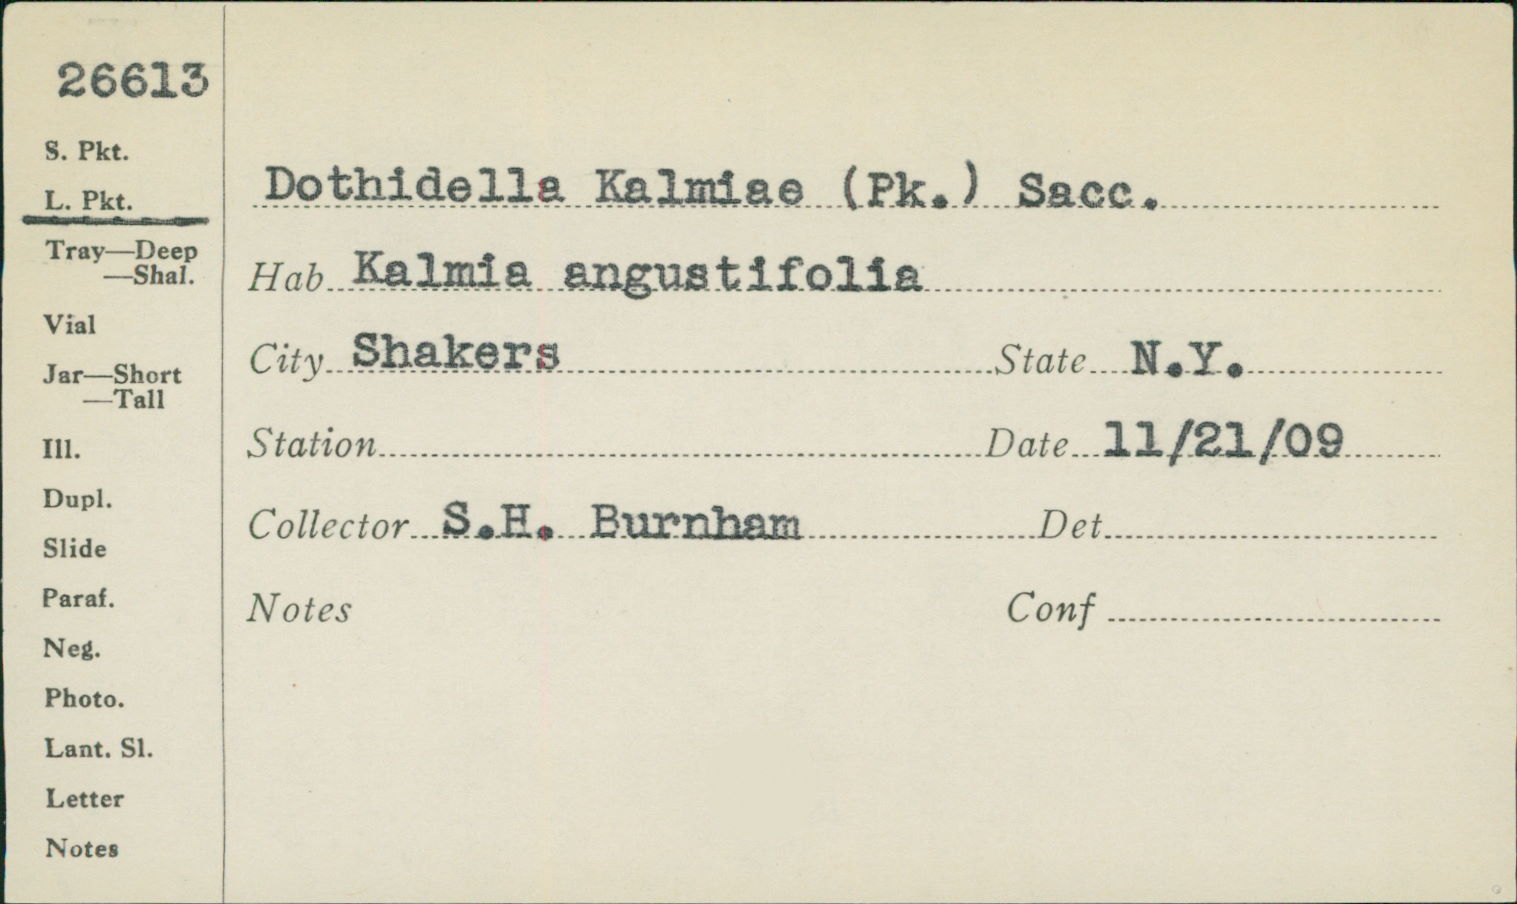 26613
S. Pkt.
L. Pkt.
Tray—Deep
—Shal.
Vial
Jar—Short
—Tall
Ill.
Dupl.
Slide
Paraf.
Neg.
Photo.
Lant. Sl.
Letter
Notes
Dothidella Kalmiae (Pk.) Sacc.
Hab Kalmia angustifolia
City Shakers State N.Y.
Station Date 11/21/09
Collector S.H. Burnham Det
Notes Conf